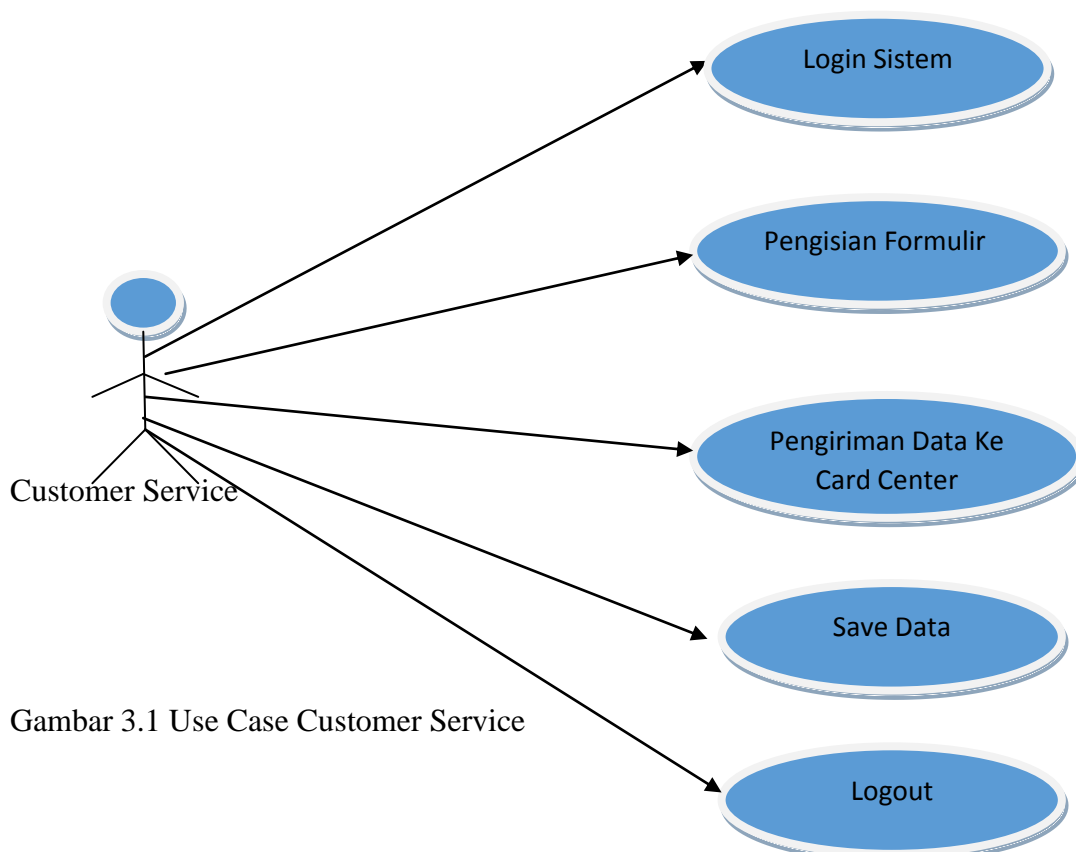 Login Sistem
Pengisian Formulir
Pengiriman Data Ke
Card Center
Customer Service
Save Data
Gambar 3.1 Use Case Customer Service
Logout